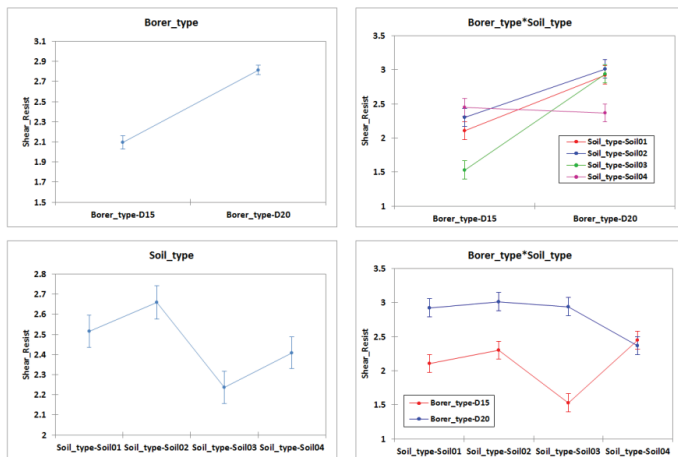 Borer_type
Shear_Resist
3.1
2.9
2.7
2.5
2.3
2.1
1.9
1.7
1.5
Borer_type-D15 Borer_type-D20
Borer_type*Soil_type
Shear_Resist
3.5
3
2.5
2
1.5
1
Soil_type-Soil01
Soil_type-Soil02
Soil_type-Soil03
Soil_type-Soil04
Borer_type-D15 Borer_type-D20
Soil_type
Shear_Resist
2.8
2.7
2.6
2.5
2.4
2.3
2.2
2.1
2
Soil_type-Soil01 Soil_type-Soil02 Soil_type-Soil03 Soil_type-Soil04
Borer_type*Soil_type
Shear_Resist
3.5
3
2.5
2
1.5
1
Borer_type-D15
Borer_type-D20
Soil_type-Soil01 Soil_type-Soil02 Soil_type-Soil03 Soil_type-Soil04